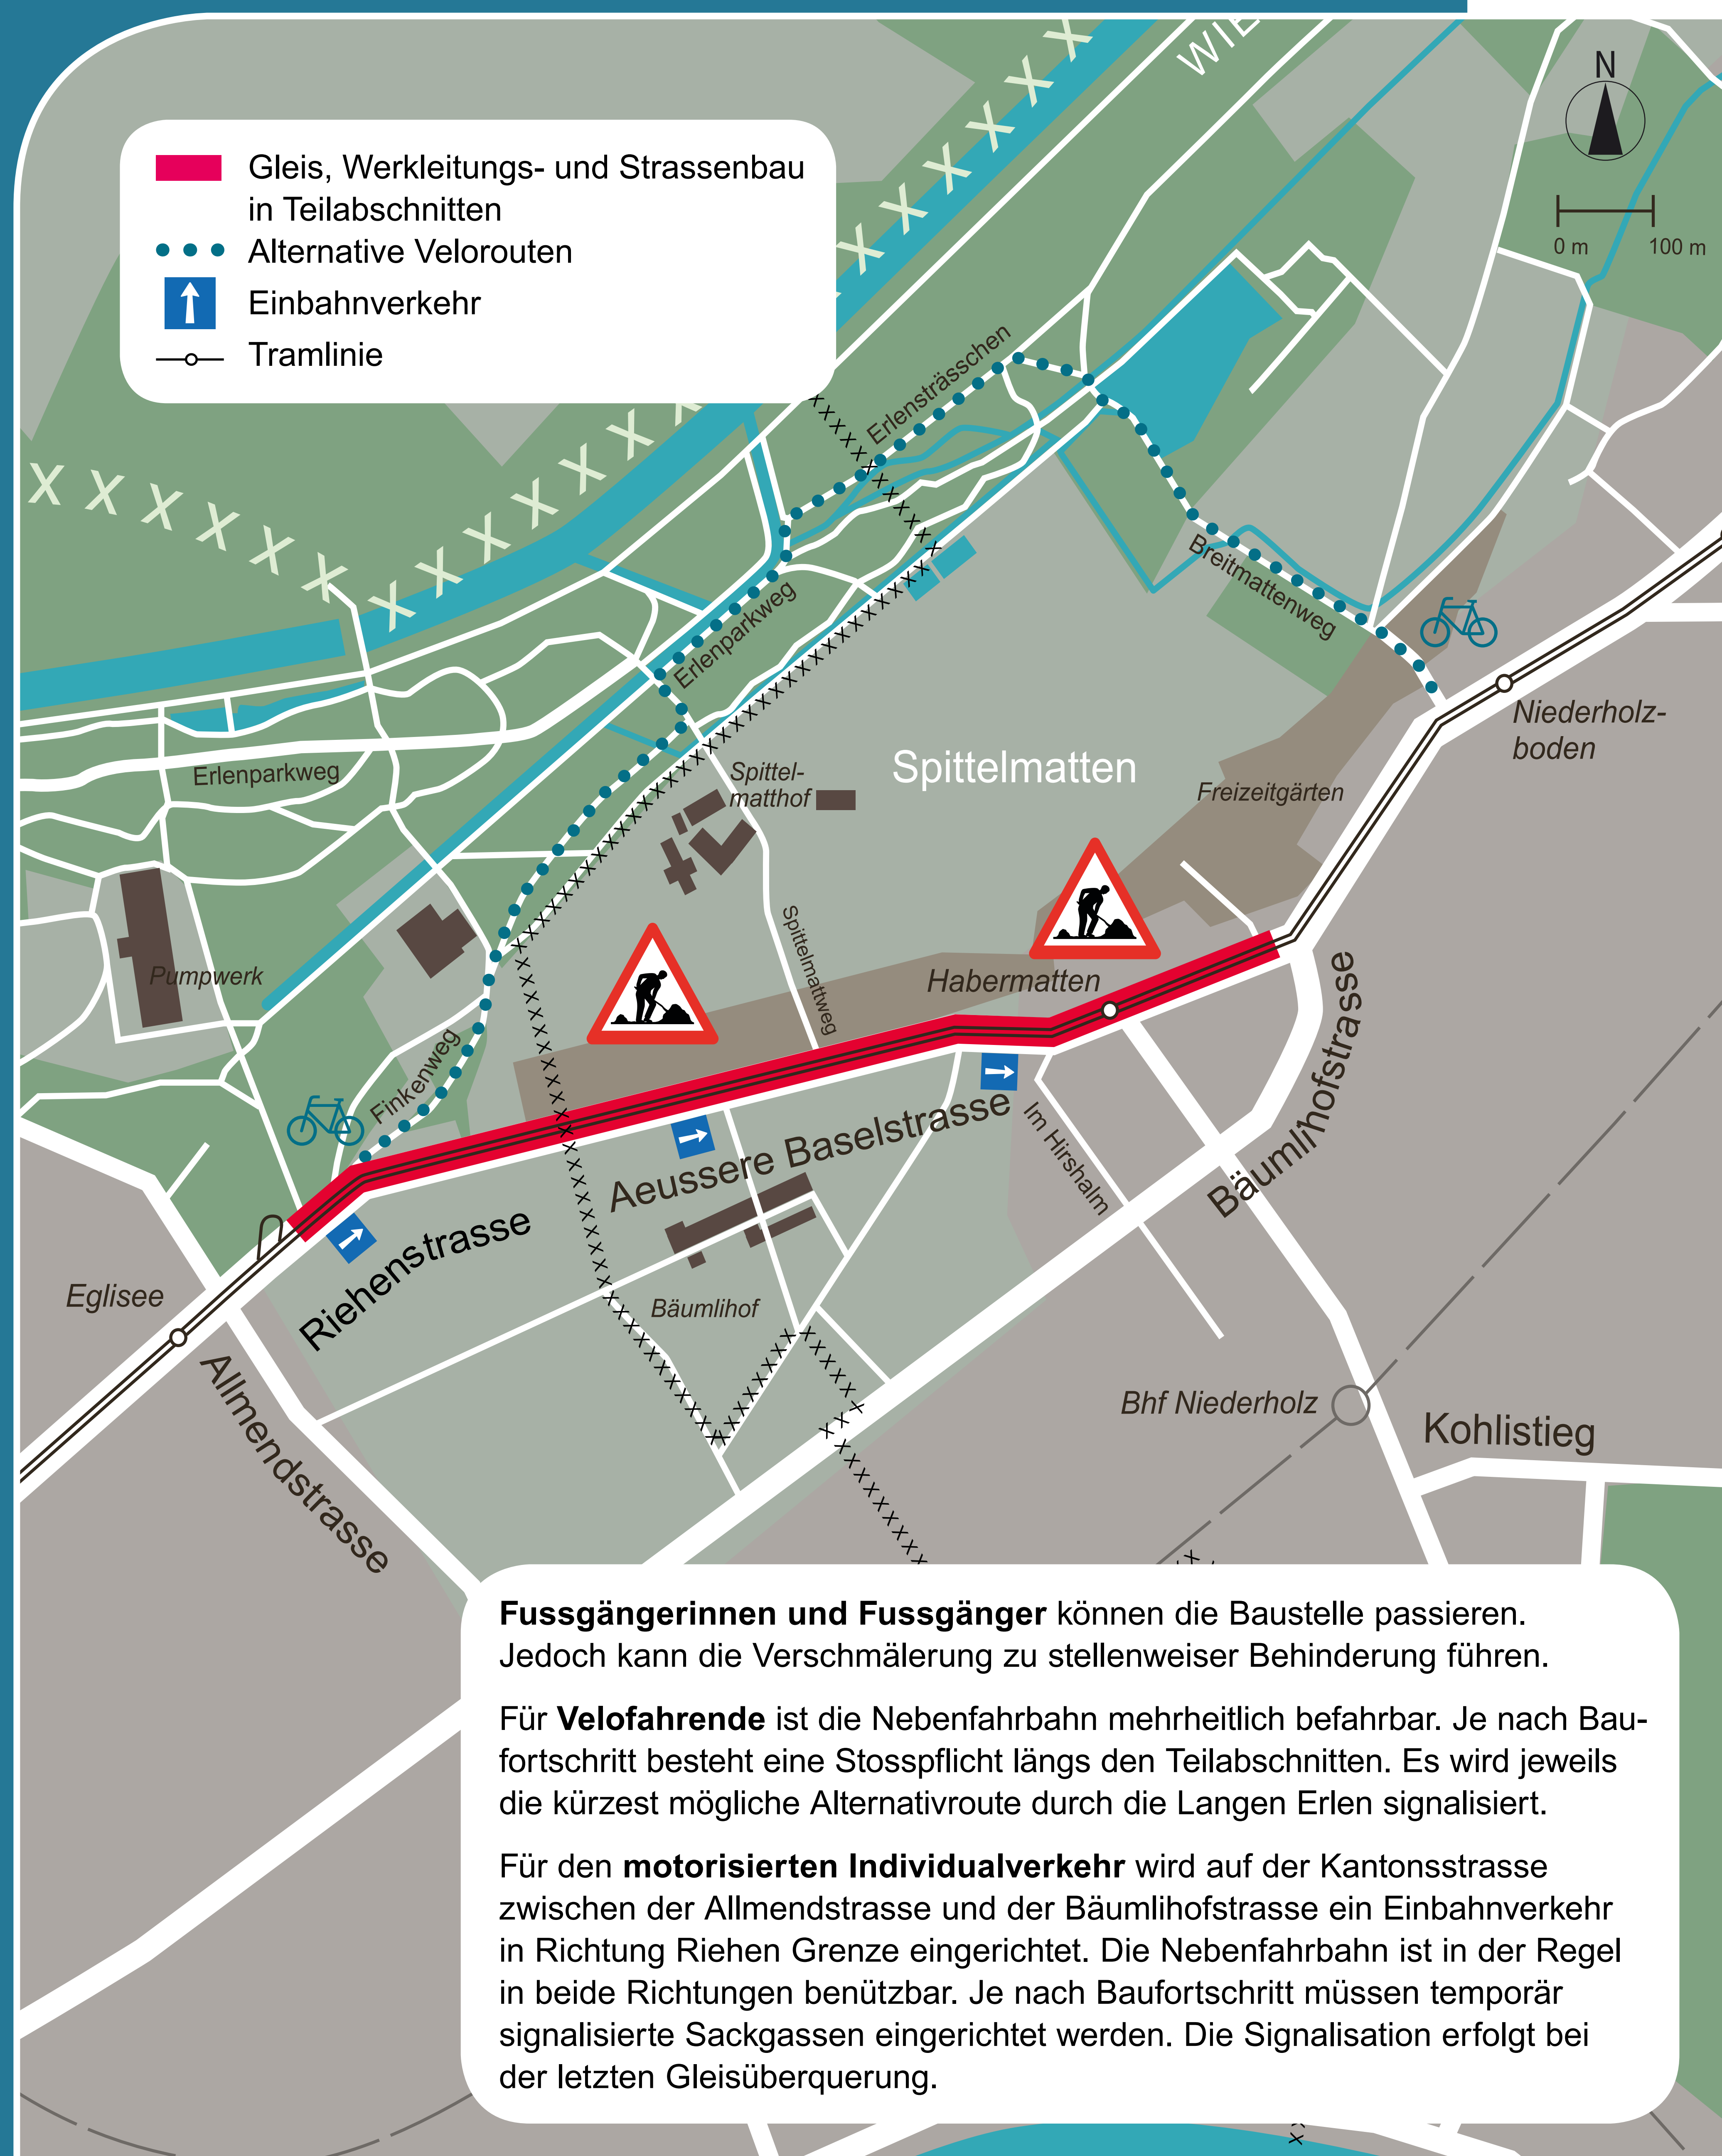 Gleis, Werkleitungs- und Strassenbau
in Teilabschnitten
Alternative Velorouten
Einbahnverkehr
Tramlinie
WIE
N
0 m 100 m
Erlensträsschen
Breitmattenweg
Erlenparkweg
Niederholz-
boden
Spittelmatten
Spittel-
matthof
Freizeitgärten
Erlenparkweg
Pumpwerk
Spittelmattweg
Habermatten
Finkenweg
Bäumlihofstrasse
Aeussere Baselstrasse
Im Hirshalm
Riehenstrasse
Eglisee
Bäumlihof
Allmendstrasse
Bhf Niederholz
Kohlistieg
Fussgängerinnen und Fussgänger können die Baustelle passieren.
Jedoch kann die Verschmälerung zu stellenweiser Behinderung führen.
Für Velofahrende ist die Nebenfahrbahn mehrheitlich befahrbar. Je nach Bau-
fortschritt besteht eine Stosspflicht längs den Teilabschnitten. Es wird jeweils
die kürzest mögliche Alternativroute durch die Langen Erlen signalisiert.
Für den motorisierten Individualverkehr wird auf der Kantonsstrasse
zwischen der Allmendstrasse und der Bäumlihofstrasse ein Einbahnverkehr
in Richtung Riehen Grenze eingerichtet. Die Nebenfahrbahn ist in der Regel
in beide Richtungen benützbar. Je nach Baufortschritt müssen temporär
signalisierte Sackgassen eingerichtet werden. Die Signalisation erfolgt bei
der letzten Gleisüberquerung.